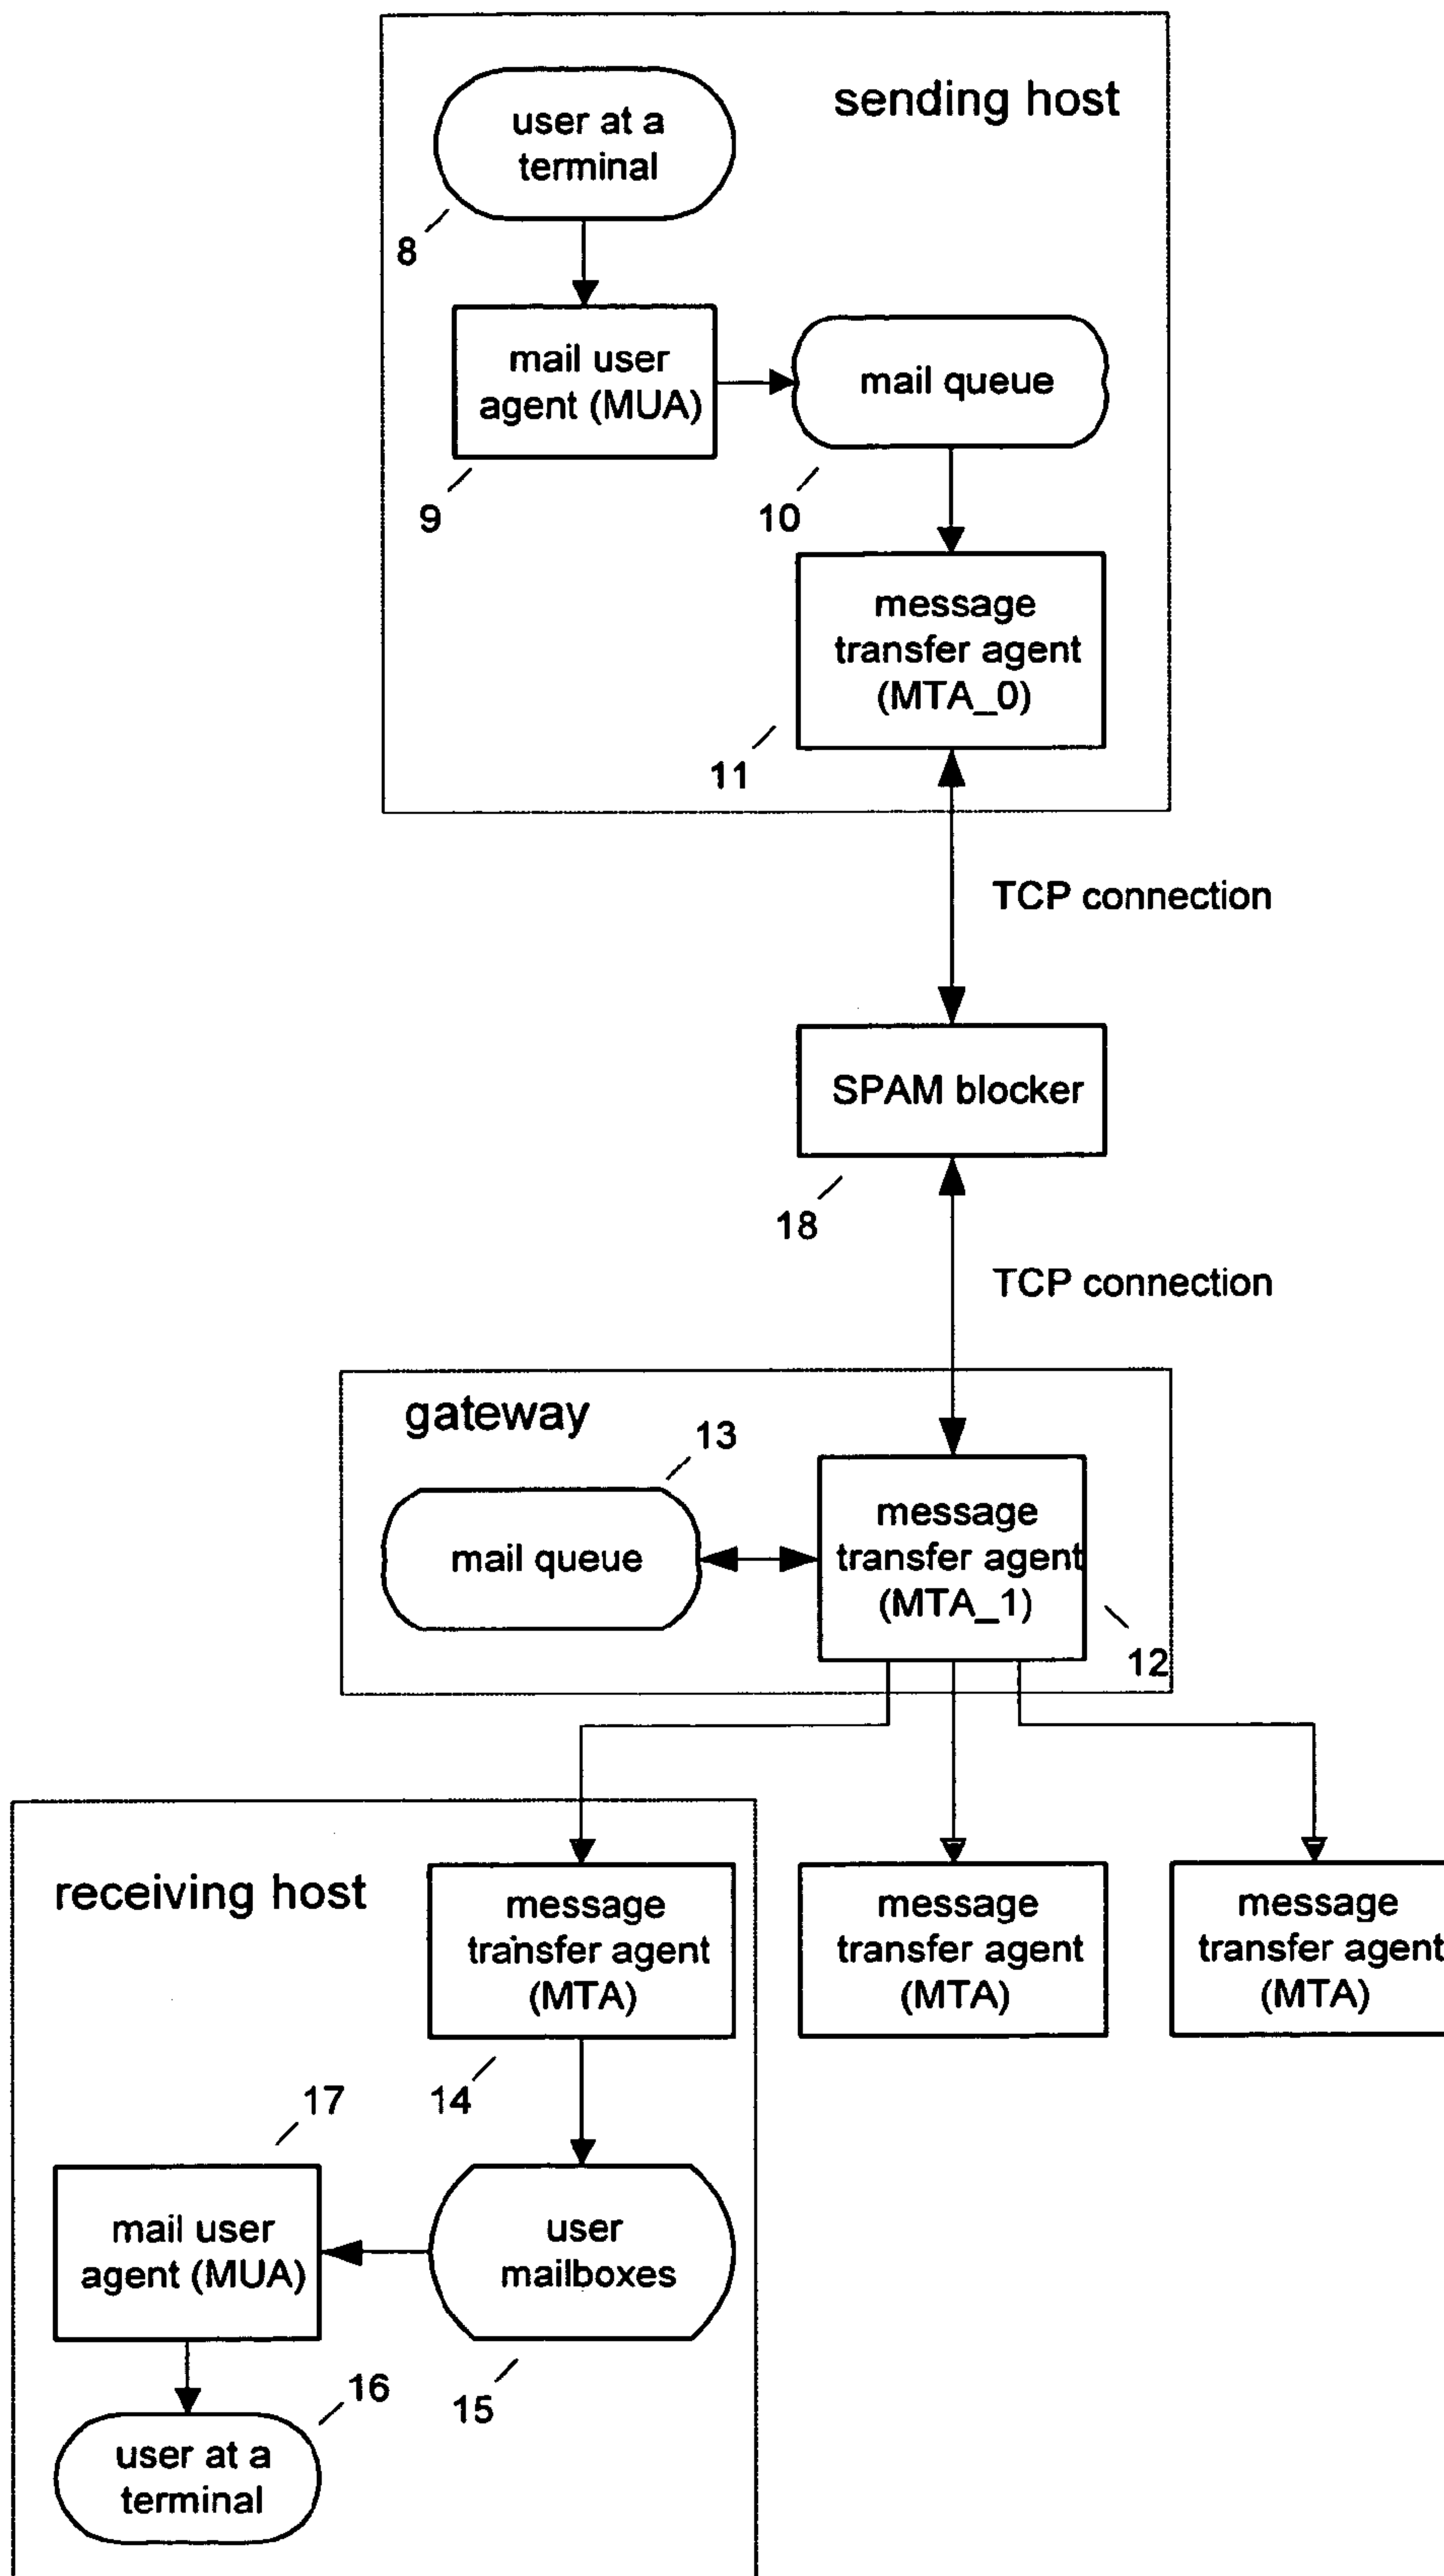 sending host
user at a
terminal
8
mail user
agent (MUA)
9
mail queue
10
message
transfer agent
(MTA_0)
11
TCP connection
SPAM blocker
18
TCP connection
gateway
13
mail queue
message
transfer agent
(MTA_1)
12
receiving host
message
transfer agent
(MTA)
14
message
transfer agent
(MTA)
message
transfer agent
(MTA)
17
mail user
agent (MUA)
user
mailboxes
15
16
user at a
terminal